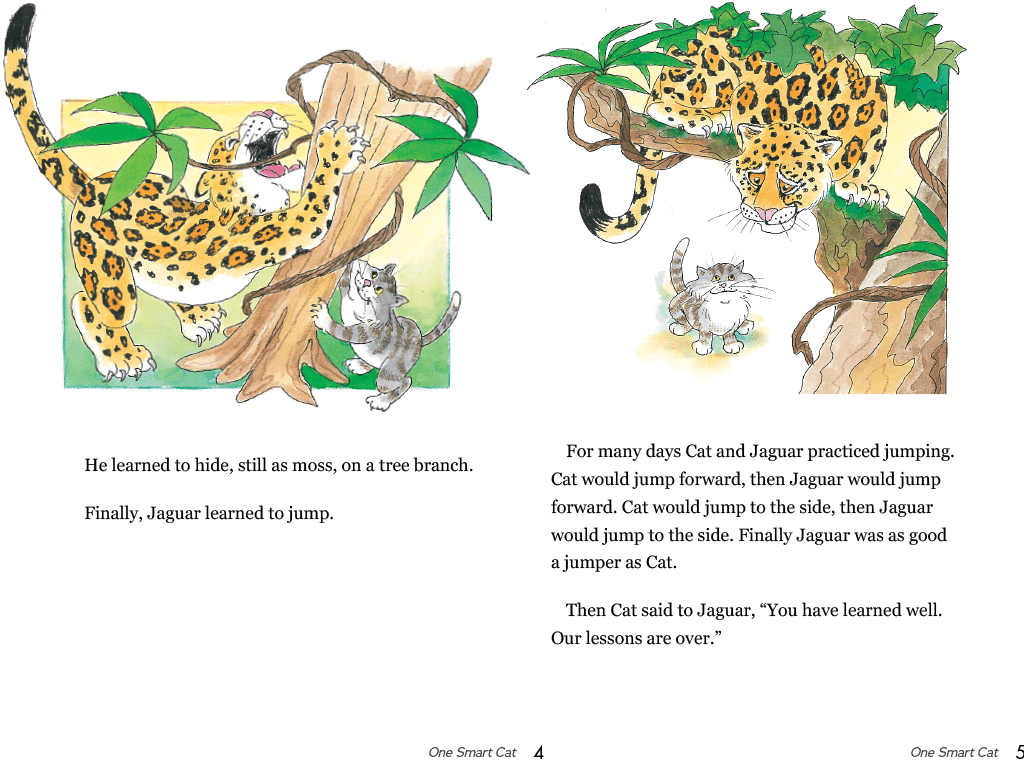 He learned to hide, still as moss, on a tree branch.
Finally, Jaguar learned to jump.
One Smart Cat 4
For many days Cat and Jaguar practiced jumping.
Cat would jump forward, then Jaguar would jump
forward. Cat would jump to the side, then Jaguar
would jump to the side. Finally Jaguar was as good
a jumper as Cat.
Then Cat said to Jaguar, “You have learned well.
Our lessons are over.”
One Smart Cat 5